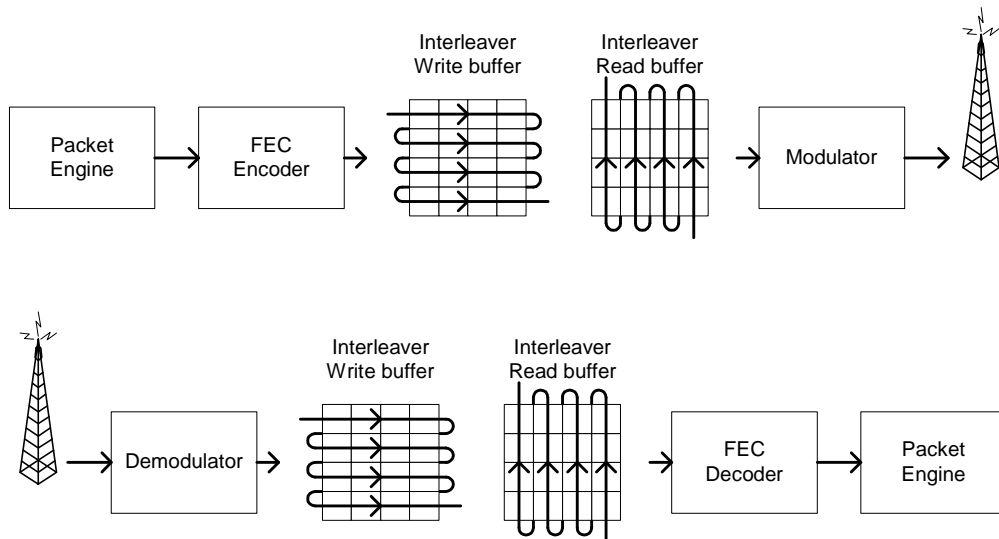 Interleaver
Write buffer
Interleaver
Read buffer
Packet
Engine
FEC
Encoder
Modulator
Interleaver
Write buffer
Interleaver
Read buffer
Demodulator
FEC
Decoder
Packet
Engine